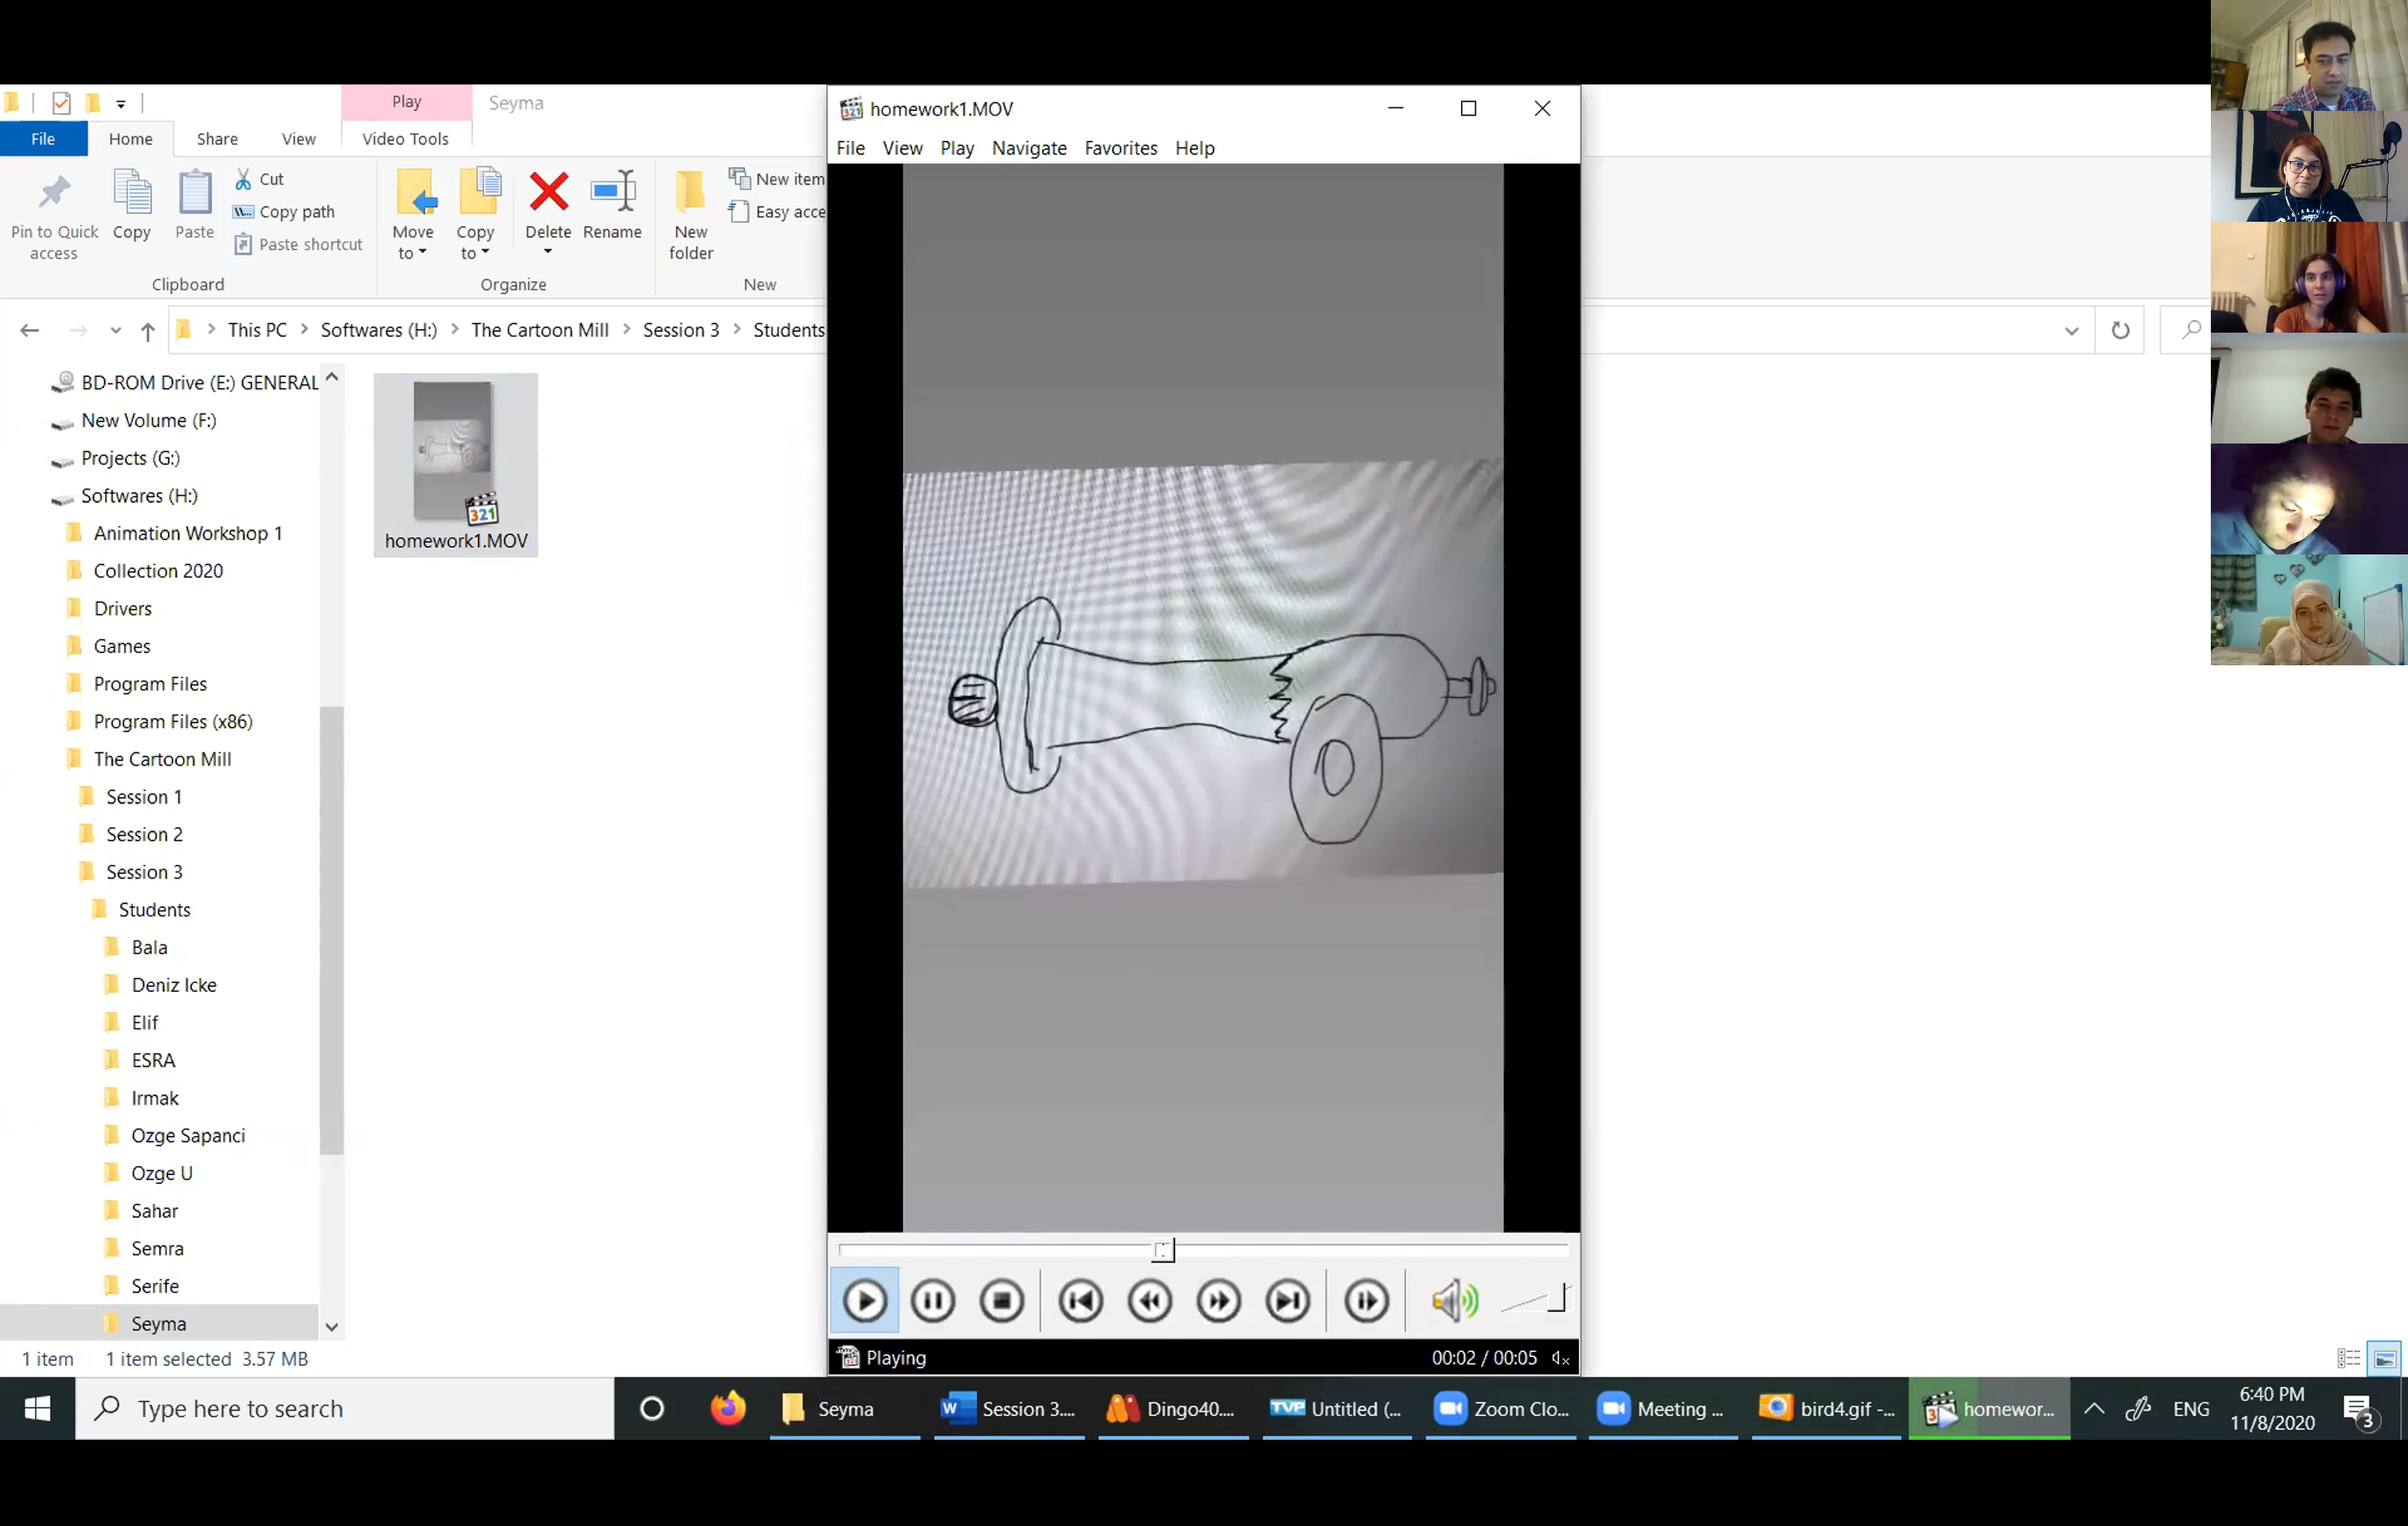 Play
Seyma
File
Home
Share
View
Video Tools
Pin to Quick access
Copy
Paste
Cut
Copy path
Paste shortcut
Clipboard
Move to
Copy to
Delete
Rename
Organize
New folder
New item
Easy acce
New
This PC
Softwares (H:)
The Cartoon Mill
Session 3
Students
BD-ROM Drive (E:) GENERAL
New Volume (F:)
Projects (G:)
Softwares (H:)
Animation Workshop 1
Collection 2020
Drivers
Games
Program Files
Program Files (x86)
The Cartoon Mill
Session 1
Session 2
Session 3
Students
Bala
Deniz Icke
Elif
ESRA
Irmak
Ozge Sapanci
Ozge U
Sahar
Semra
Serife
Seyma
321
homework1.MOV
1 item
1 item selected 3.57 MB
321
homework1.MOV
File View Play Navigate Favorites Help
Playing
00:02 / 00:05
Type here to search
Seyma
W
Session 3....
Dingo40....
TVP
Untitled (...
Zoom Clo...
Meeting ...
bird4.gif -...
homewor...
ENG
6:40 PM
11/8/2020
3